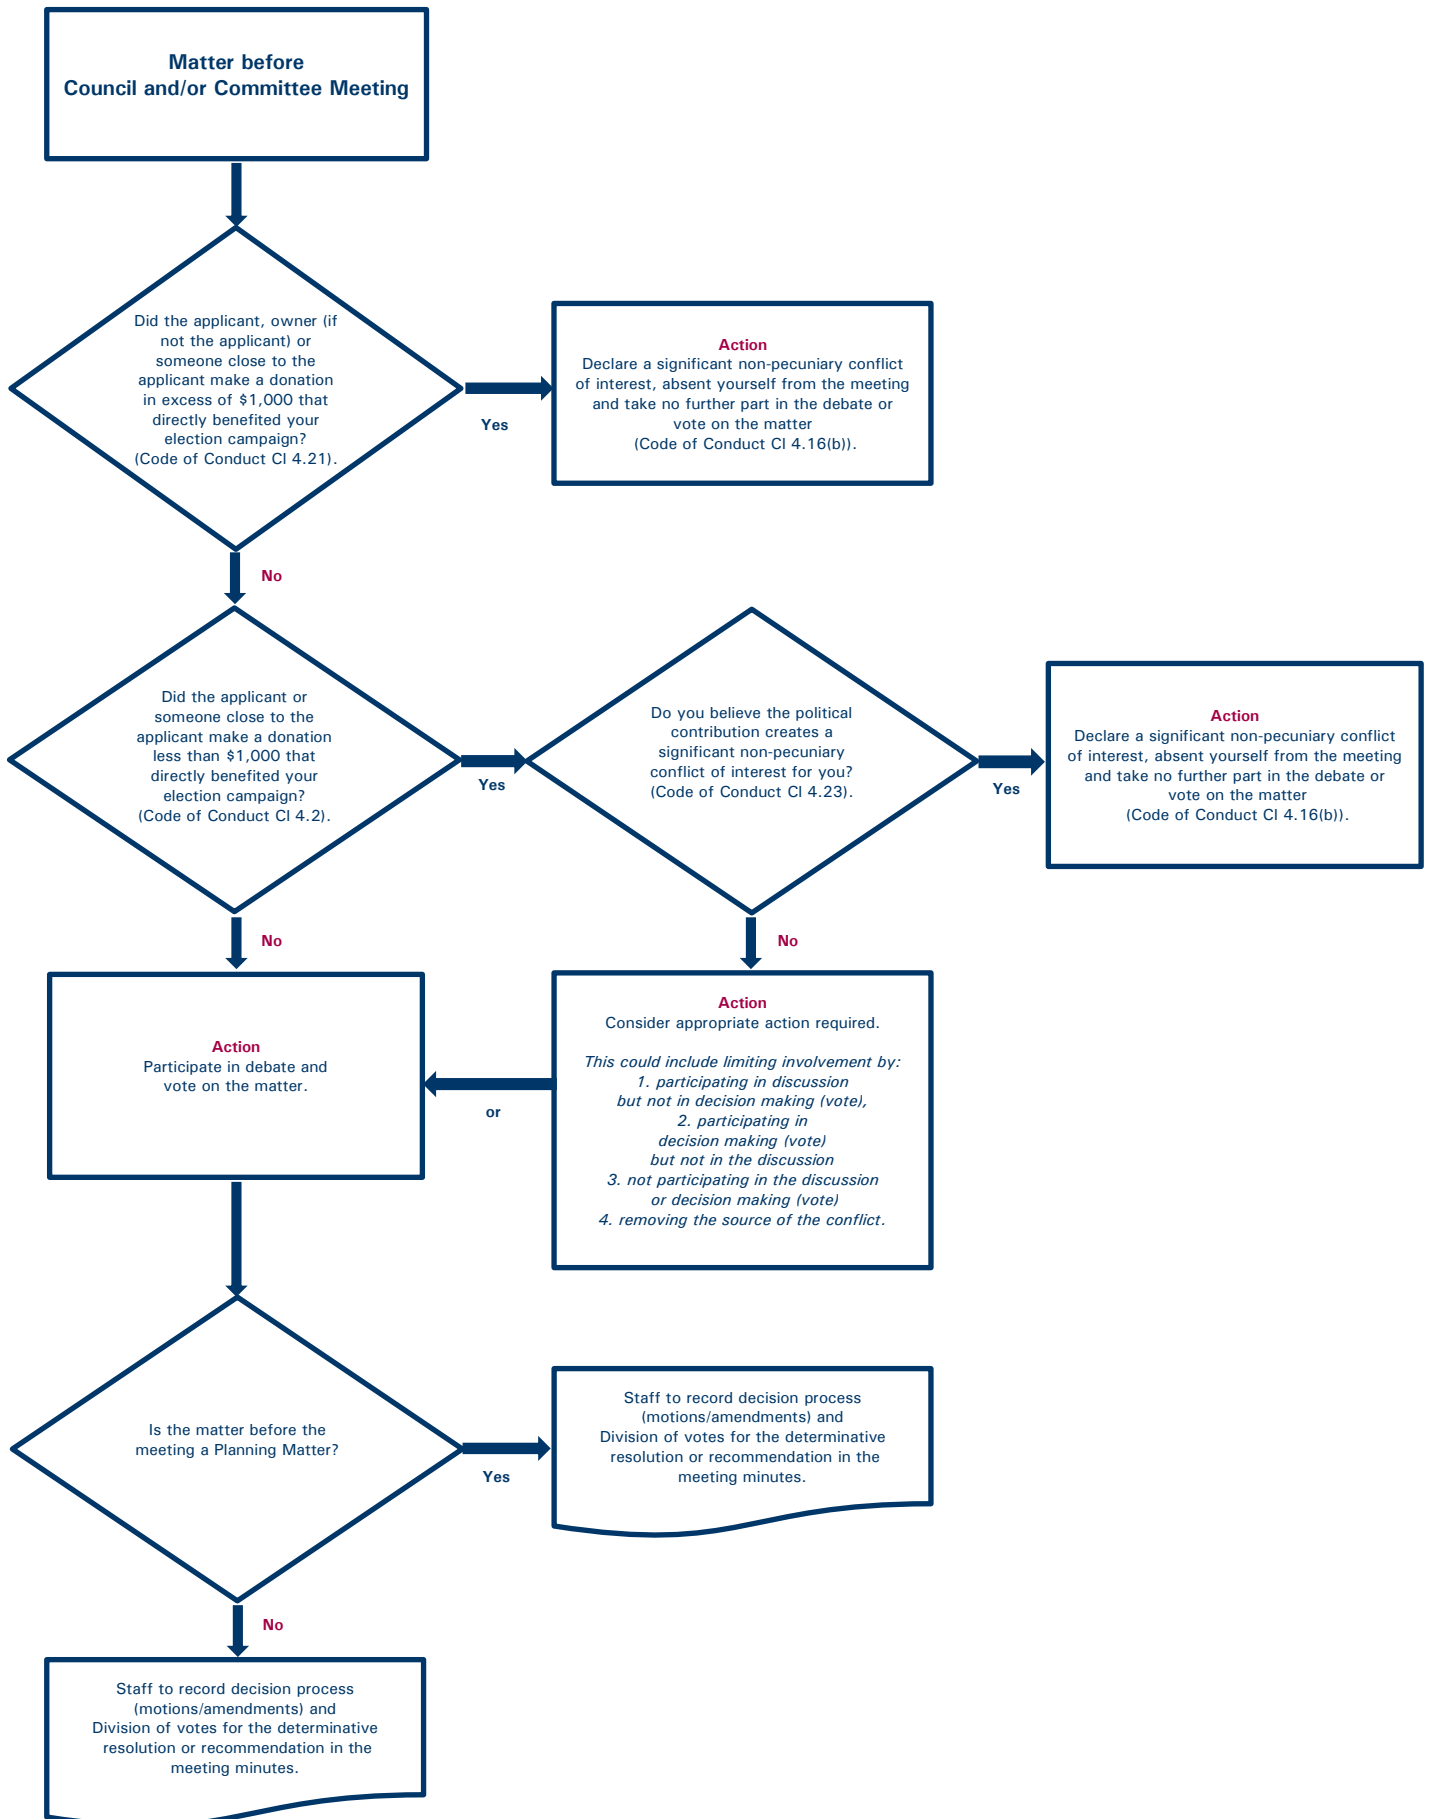 Matter before
Council and/or Committee Meeting
Did the applicant, owner (if
not the applicant) or
someone close to the
applicant make a donation
in excess of $1,000 that
directly benefited your
election campaign?
(Code of Conduct Cl 4.21).
Yes
Action
Declare a significant non-pecuniary conflict
of interest, absent yourself from the meeting
and take no further part in the debate or
vote on the matter
(Code of Conduct Cl 4.16(b)).
No
Did the applicant or
someone close to the
applicant make a donation
less than $1,000 that
directly benefited your
election campaign?
(Code of Conduct Cl 4.2).
Yes
Do you believe the political
contribution creates a
significant non-pecuniary
conflict of interest for you?
(Code of Conduct Cl 4.23).
Yes
Action
Declare a significant non-pecuniary conflict
of interest, absent yourself from the meeting
and take no further part in the debate or
vote on the matter
(Code of Conduct Cl 4.16(b)).
No
No
Action
Participate in debate and
vote on the matter.
or
Action
Consider appropriate action required.
This could include limiting involvement by:
1. participating in discussion
but not in decision making (vote),
2. participating in
decision making (vote)
but not in the discussion
3. not participating in the discussion
or decision making (vote)
4. removing the source of the conflict.
Is the matter before the
meeting a Planning Matter?
Yes
Staff to record decision process
(motions/amendments) and
Division of votes for the determinative
resolution or recommendation in the
meeting minutes.
No
Staff to record decision process
(motions/amendments) and
Division of votes for the determinative
resolution or recommendation in the
meeting minutes.